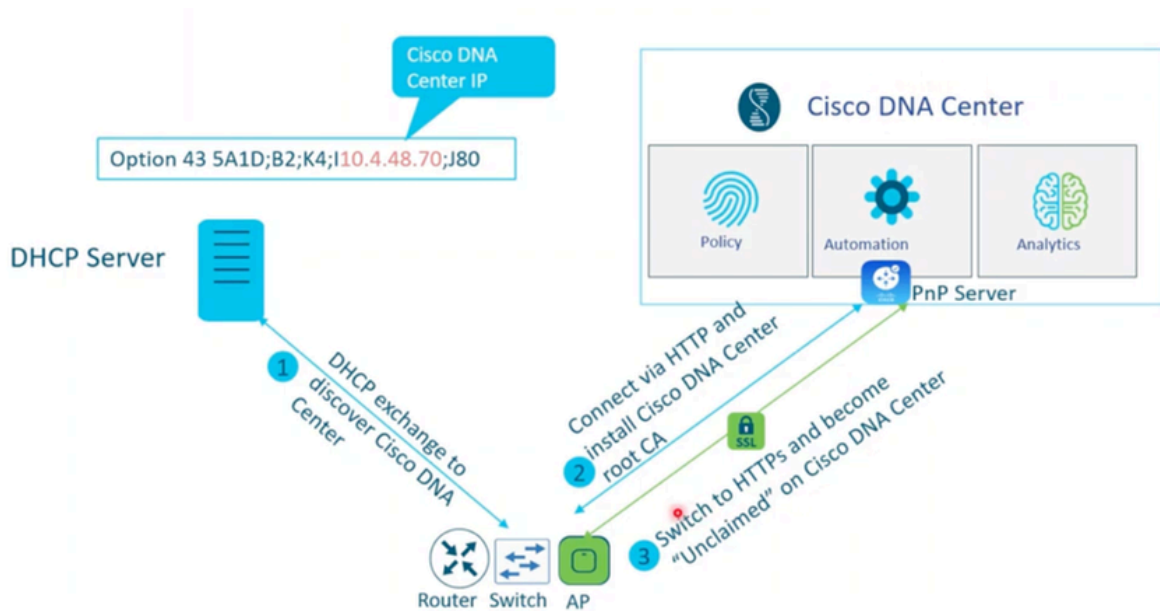 Cisco DNA
Center IP
Option 43 5A1D;B2;K4;I10.4.48.70;J80
Cisco DNA Center
Policy
Automation
Analytics
PnP Server
DHCP Server
1
DHCP exchange to
discover Cisco DNA
Center
2
Connect via HTTP and
install Cisco DNA Center
root CA
SSL
3
Switch to HTTPs and become
“Unclaimed” on Cisco DNA Center
Router
Switch
AP